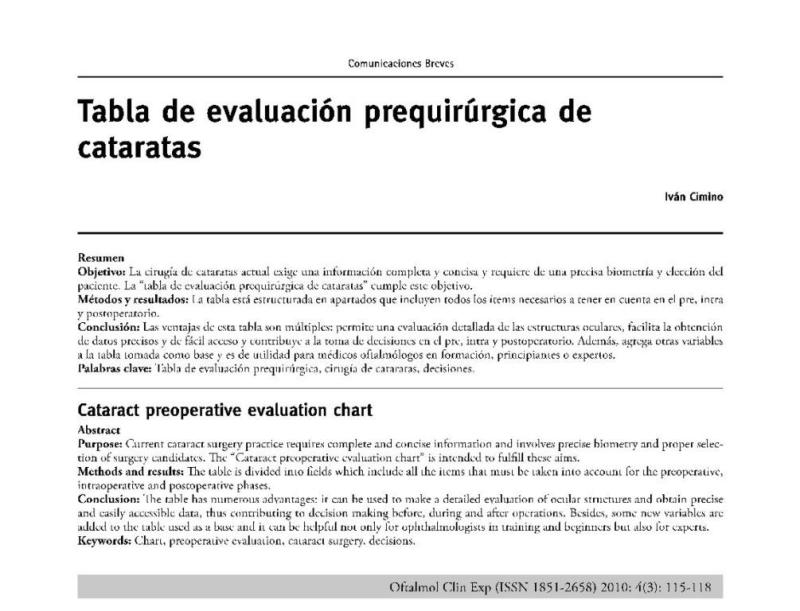 Comunicaciones Breves
Tabla de evaluación prequirúrgica de
cataratas
Iván Cimino
Resumen
Objetivo: La cirugía de cataratas actual exige una información completa y concisa y requiere de una precisa biometría y elección del
paciente. La “tabla de evaluación prequirúrgica de cataratas” cumple este objetivo.
Métodos y resultados: La tabla está estructurada en apartados que incluyen todos los ítems necesarios a tener en cuenta en el pre, intra
y postoperatorio.
Conclusión: Las ventajas de esta tabla son múltiples: permite una evaluación detallada de las estructuras oculares, facilita la obtención
de datos precisos y de fácil acceso y contribuye a la toma de decisiones en el pre, intra y postoperatorio. Además, agrega otras variables
a la tabla tomada como base y es de utilidad para médicos oftalmólogos en formación, principiantes o expertos.
Palabras clave: Tabla de evaluación prequirúrgica, cirugía de cataratas, decisiones.
Cataract preoperative evaluation chart
Abstract
Purpose: Current cataract surgery practice requires complete and concise information and involves precise biometry and proper selec-
tion of surgery candidates. The “Cataract preoperative evaluation chart” is intended to fulfill these aims.
Methods and results: The table is divided into fields which include all the items that must be taken into account for the preoperative,
intraoperative and postoperative phases.
Conclusion: The table has numerous advantages: it can be used to make a detailed evaluation of ocular structures and obtain precise
and easily accessible data, thus contributing to decision making before, during and after operations. Besides, some new variables are
added to the table used as a base and it can be helpful not only for ophthalmologists in training and beginners but also for experts.
Keywords: Chart, preoperative evaluation, cataract surgery, decisions.
Oftalmol Clin Exp (ISSN 1851-2658) 2010; 4(3): 115-118